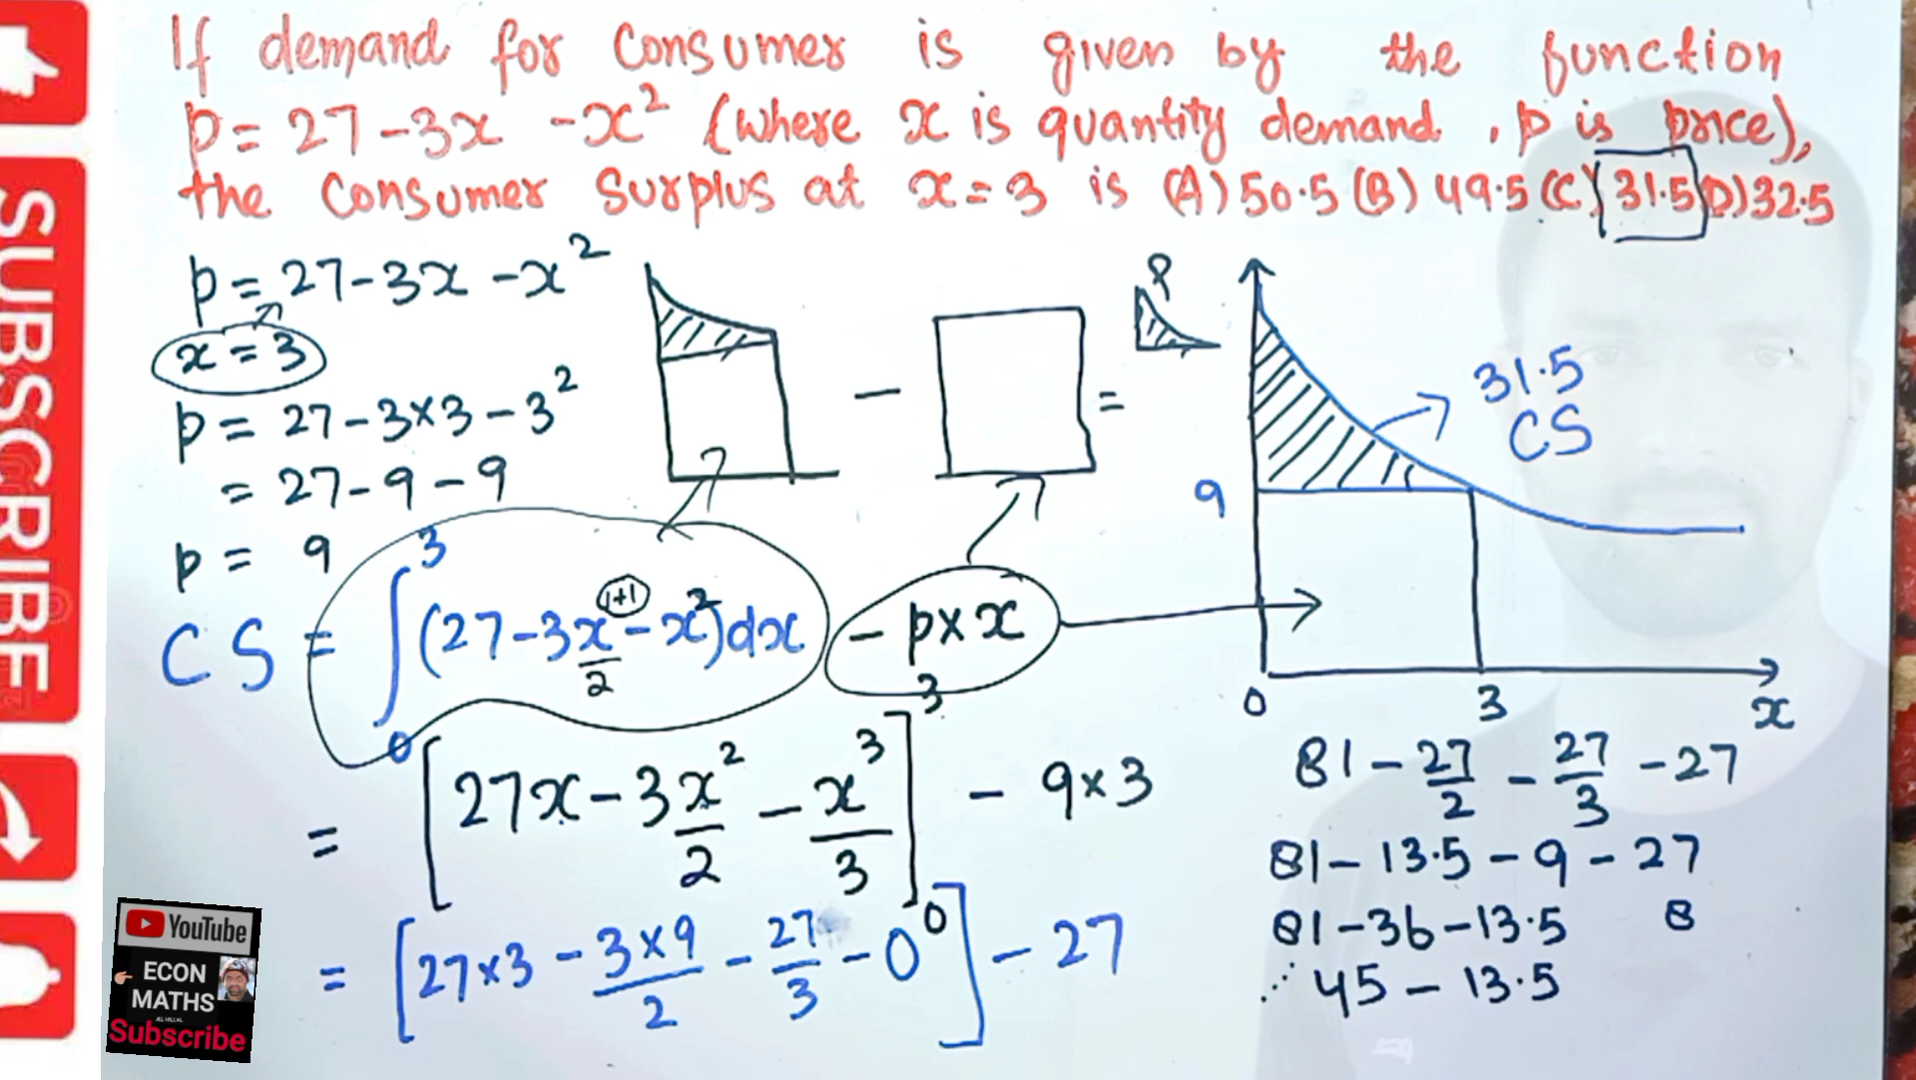 If demand for consumer is given by the function
p = 27 - 3x - x² (where x is quantity demand, p is price),
the consumer surplus at x = 3 is (A) 50.5 (B) 49.5 (C) 31.5 (D) 32.5
p = 27 - 3x - x²
x = 3
p = 27 - 3×3 - 3²
= 27 - 9 - 9
p = 9
CS = ∫₀³ (27 - 3x^(1+1)/2 - x²)dx - p×x
= [27x - 3x²/2 - x³/3]₀³ - 9×3
= [27×3 - 3×9/2 - 27/3 - 0] - 27
-
=
P
31.5
CS
9
0
3
x
81 - 27/2 - 27/3 - 27
81 - 13.5 - 9 - 27
81 - 36 - 13.5
8
∴ 45 - 13.5
SUBSCRIBE
YouTube
ECON
MATHS
Subscribe